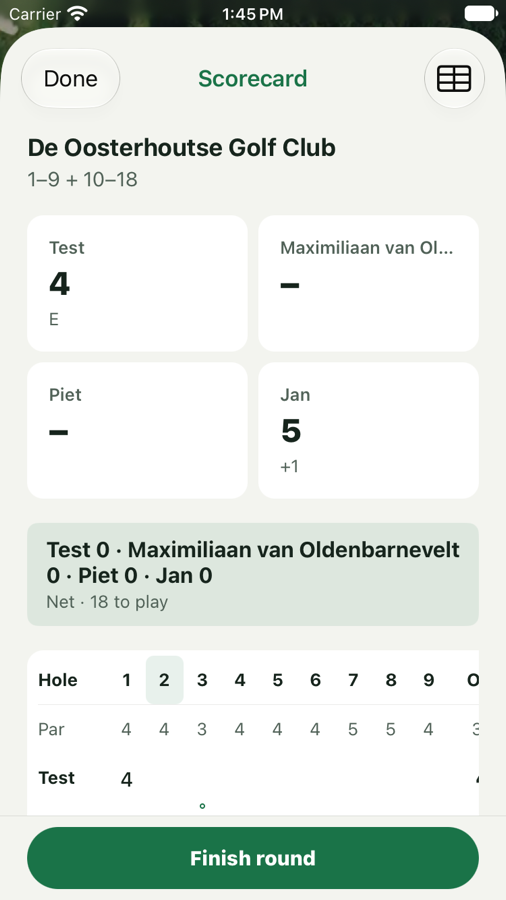 Carrier 1:45 PM
Done Scorecard
De Oosterhoutse Golf Club
1–9 + 10–18
Test
4
E
Maximiliaan van Ol...
–
Piet
–
Jan
5
+1
Test 0 · Maximiliaan van Oldenbarnevelt
0 · Piet 0 · Jan 0
Net · 18 to play
Hole 1 2 3 4 5 6 7 8 9
Par 4 4 3 4 4 4 5 5 4
Test 4
Finish round